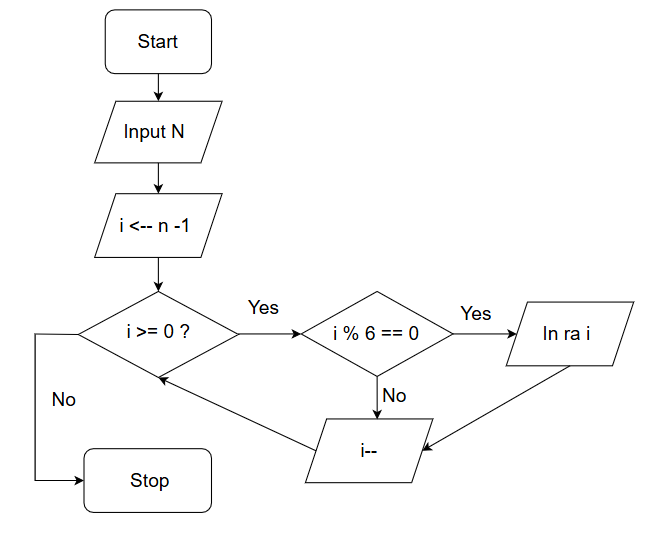 Start
Input N
i <-- n -1
i >= 0 ?
Yes
i % 6 == 0
Yes
In ra i
No
No
i--
Stop